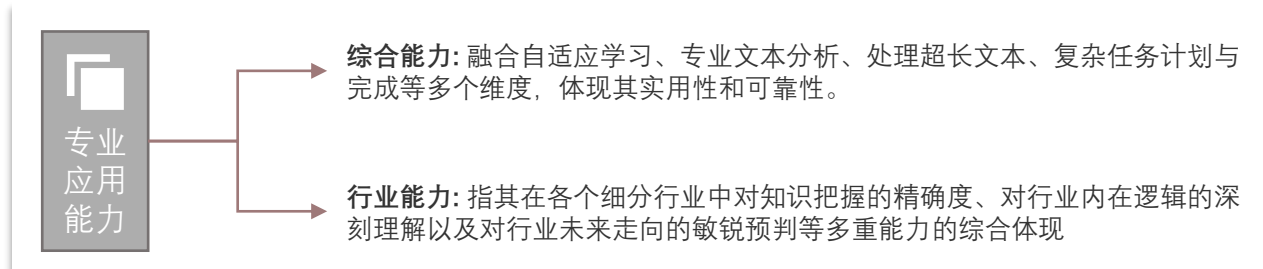 专业
应用
能力
综合能力: 融合自适应学习、专业文本分析、处理超长文本、复杂任务计划与
完成等多个维度，体现其实用性和可靠性。
行业能力: 指其在各个细分行业中对知识把握的精确度、对行业内在逻辑的深
刻理解以及对行业未来走向的敏锐预判等多重能力的综合体现